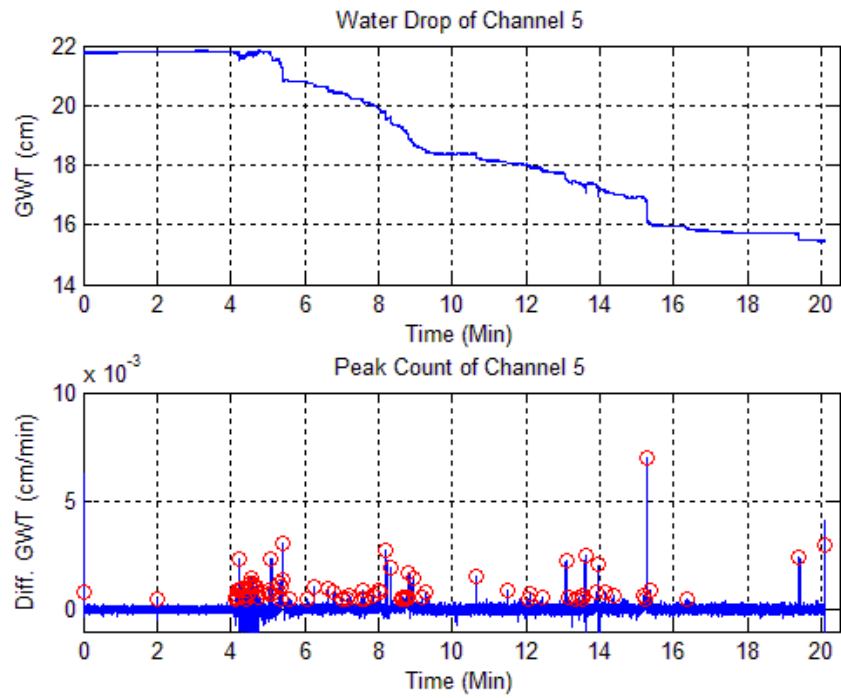 Water Drop of Channel 5
22
20
18
16
14
GWT (cm)
0 2 4 6 8 10 12 14 16 18 20
Time (Min)
Peak Count of Channel 5
x 10^-3
10
5
0
Diff. GWT (cm/min)
0 2 4 6 8 10 12 14 16 18 20
Time (Min)